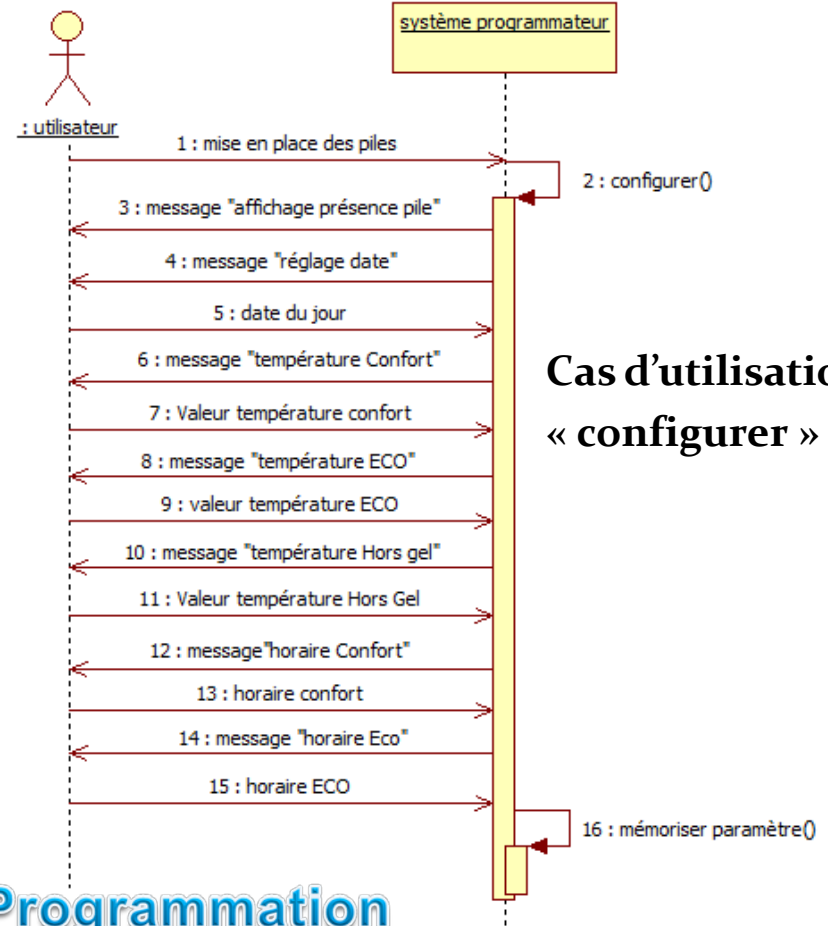 système programmateur
: utilisateur
1 : mise en place des piles
2 : configurer()
3 : message "affichage présence pile"
4 : message "réglage date"
5 : date du jour
6 : message "température Confort"
7 : Valeur température confort
8 : message "température ECO"
9 : valeur température ECO
10 : message "température Hors gel"
11 : Valeur température Hors Gel
12 : message"horaire Confort"
13 : horaire confort
14 : message "horaire Eco"
15 : horaire ECO
16 : mémoriser paramètre()
Cas d’utilisatio
« configurer »
Programmation